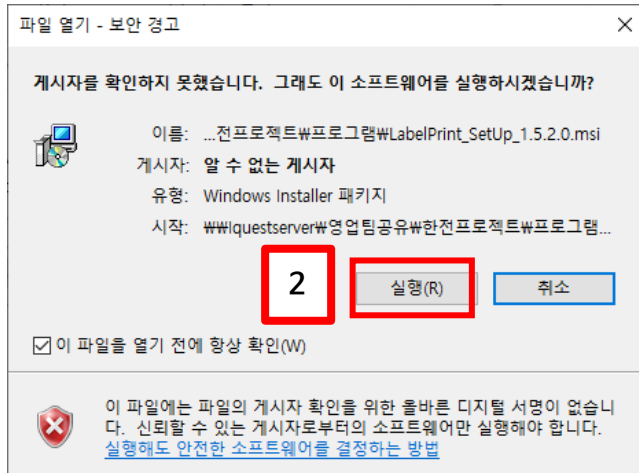 파일 열기 - 보안 경고
게시자를 확인하지 못했습니다. 그래도 이 소프트웨어를 실행하시겠습니까?
이름: ...전프로젝트₩프로그램₩LabelPrint_SetUp_1.5.2.0.msi
게시자: 알 수 없는 게시자
유형: Windows Installer 패키지
시작: ₩₩Iquestserver₩영업팀공유₩한전프로젝트₩프로그램...
2
실행(R)
취소
이 파일을 열기 전에 항상 확인(W)
이 파일에는 파일의 게시자 확인을 위한 올바른 디지털 서명이 없습니
다. 신뢰할 수 있는 게시자로부터의 소프트웨어만 실행해야 합니다.
실행해도 안전한 소프트웨어를 결정하는 방법